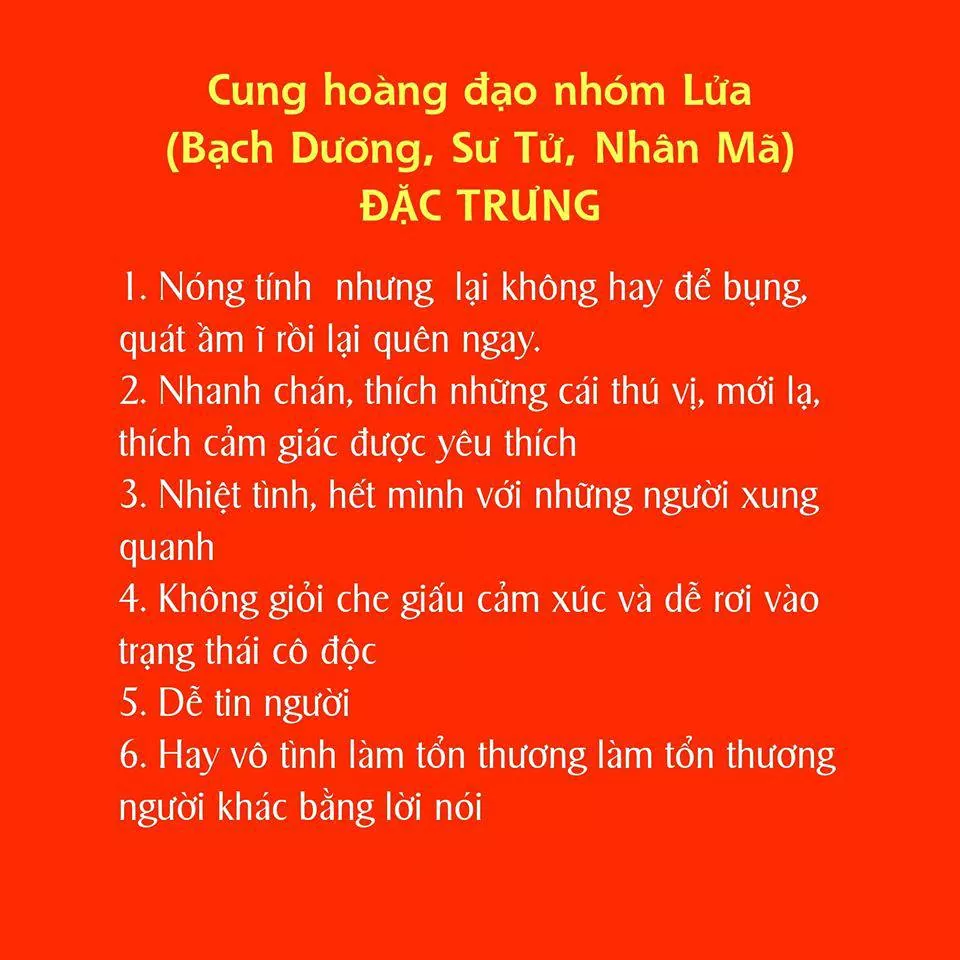 Cung hoàng đạo nhóm Lửa
(Bạch Dương, Sư Tử, Nhân Mã)
ĐẶC TRƯNG
1. Nóng tính nhưng lại không hay để bụng,
quát ầm ĩ rồi lại quên ngay.
2. Nhanh chán, thích những cái thú vị, mới lạ,
thích cảm giác được yêu thích
3. Nhiệt tình, hết mình với những người xung
quanh
4. Không giỏi che giấu cảm xúc và dễ rơi vào
trạng thái cô độc
5. Dễ tin người
6. Hay vô tình làm tổn thương làm tổn thương
người khác bằng lời nói